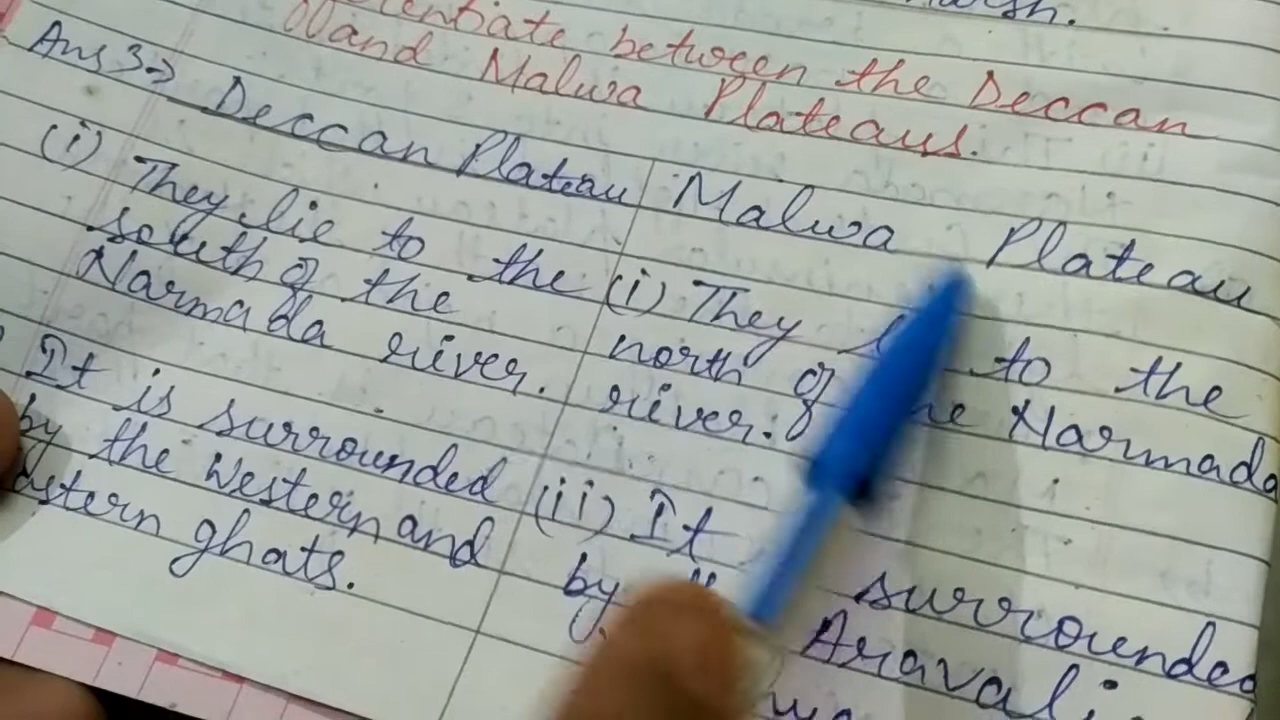 between the Deccan
and Malwa Plateaus.
Ans 3→ Deccan Plateau
(i) They lie to the
south of the
Narmada river.
It is surrounded
by the Western and
ghats.
Malwa Plateau
(i) They to the
north of Narmada
river.
(ii) It surrounded
by
Aravali